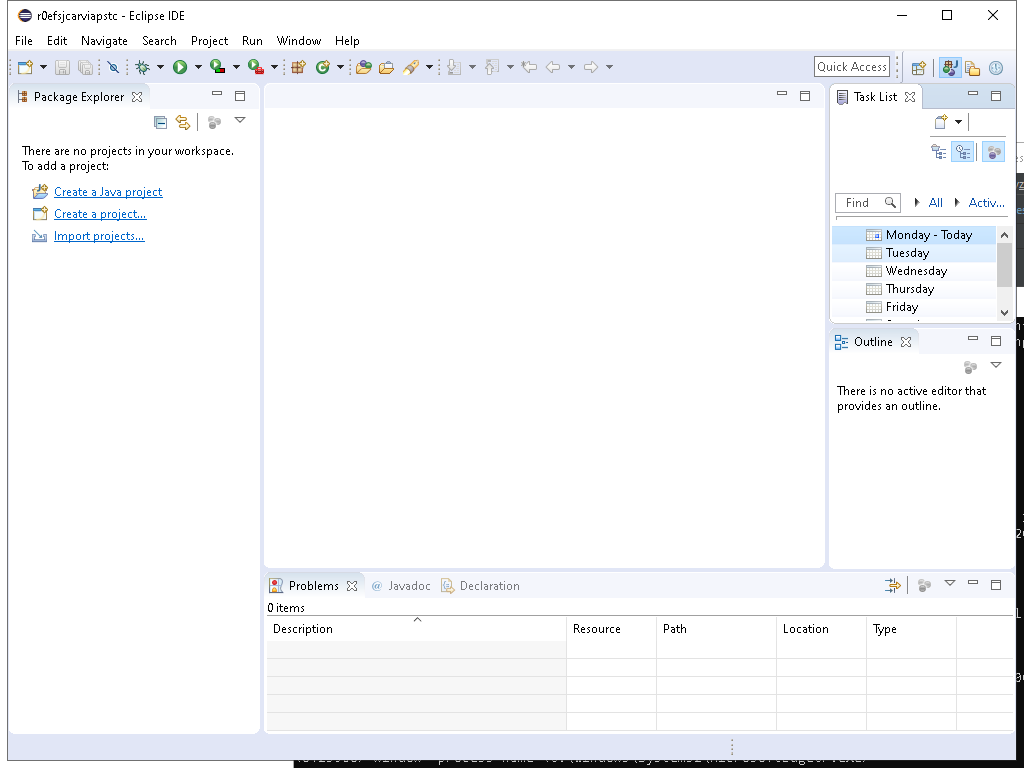 r0efsjcarviapstc - Eclipse IDE
File Edit Navigate Search Project Run Window Help
Quick Access
Package Explorer
There are no projects in your workspace.
To add a project:
Create a Java project
Create a project...
Import projects...
Task List
Find All Activ...
Monday - Today
Tuesday
Wednesday
Thursday
Friday
Outline
There is no active editor that
provides an outline.
Problems @ Javadoc Declaration
0 items
Description Resource Path Location Type